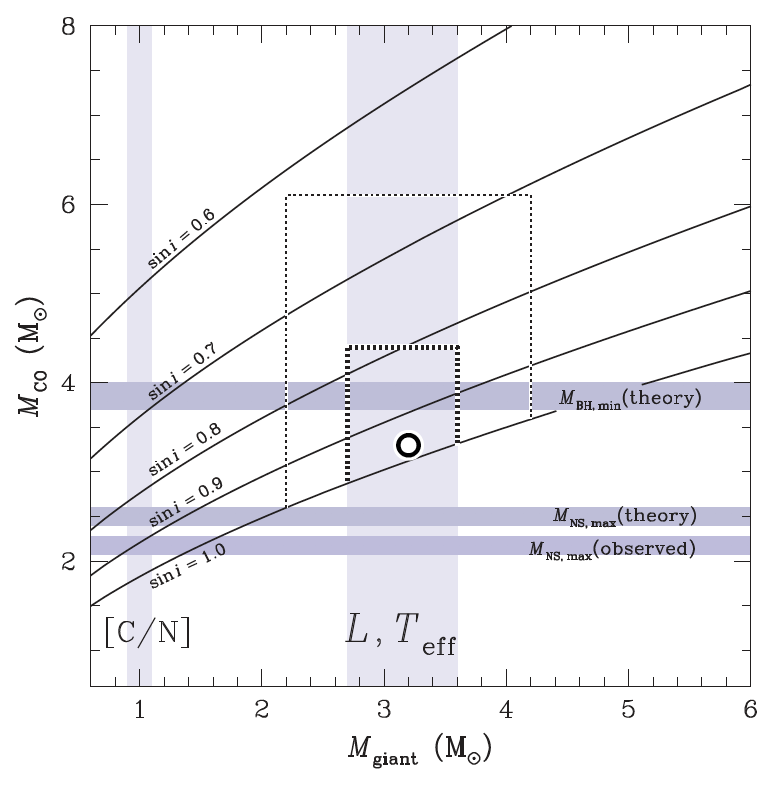 8
6
4
2
M_CO (M_⊙)
sin i = 0.6
sin i = 0.7
sin i = 0.8
sin i = 0.9
sin i = 1.0
M_BH,min(theory)
M_NS,max(theory)
M_NS,max(observed)
[C/N]
L, T_eff
1 2 3 4 5 6
M_giant (M_⊙)